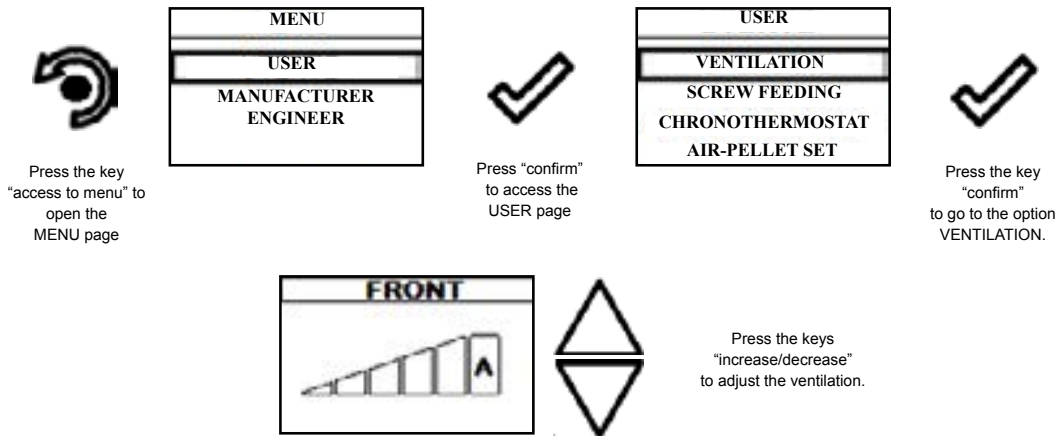 MENU
USER
MANUFACTURER
ENGINEER
Press the key
“access to menu” to
open the
MENU page
Press “confirm”
to access the
USER page
USER
VENTILATION
SCREW FEEDING
CHRONOTHERMOSTAT
AIR-PELLET SET
Press the key
“confirm”
to go to the option
VENTILATION.
FRONT
A
Press the keys
“increase/decrease”
to adjust the ventilation.